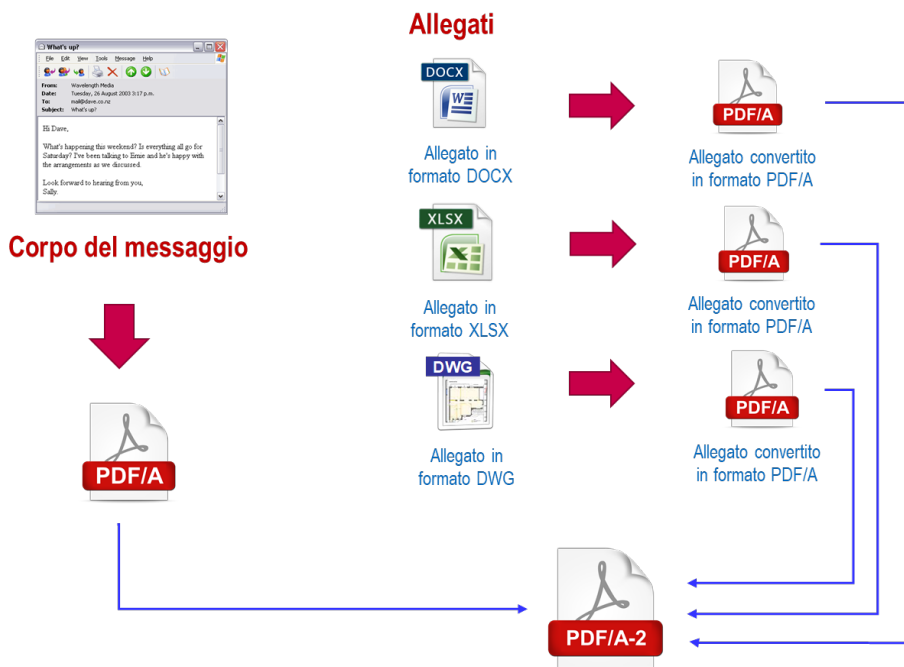 Allegati
What's up?
File Edit View Tools Message Help
From: Wavelength Media
Date: Tuesday, 26 August 2003 3:17 p.m.
To: mail@dave.co.nz
Subject: What's up?
Hi Dave,
What's happening this weekend? Is everything all go for
Saturday? I've been talking to Ernie and he's happy with
the arrangements as we discussed.
Look forward to hearing from you,
Sally.
Corpo del messaggio
PDF/A
DOCX
W
Allegato in
formato DOCX
PDF/A
Allegato convertito
in formato PDF/A
XLSX
X
Allegato in
formato XLSX
PDF/A
Allegato convertito
in formato PDF/A
DWG
Allegato in
formato DWG
PDF/A
Allegato convertito
in formato PDF/A
PDF/A-2